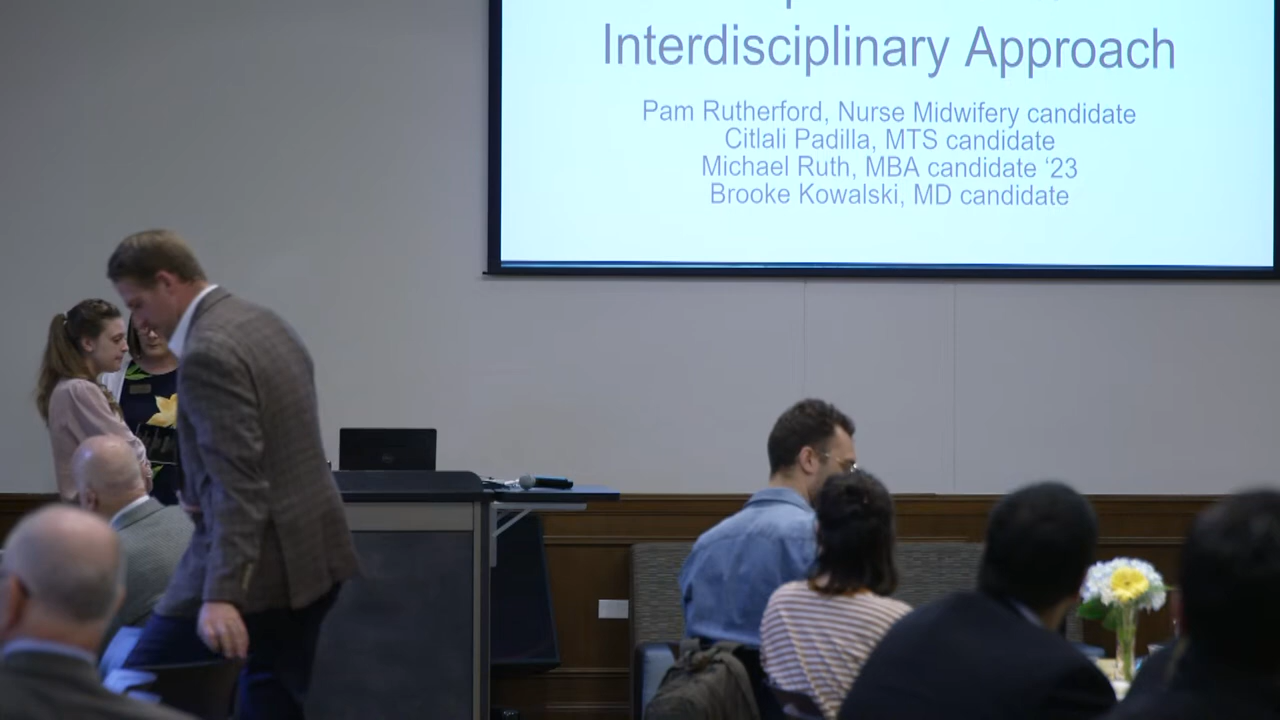 Interdisciplinary Approach
Pam Rutherford, Nurse Midwifery candidate
Citlali Padilla, MTS candidate
Michael Ruth, MBA candidate ‘23
Brooke Kowalski, MD candidate